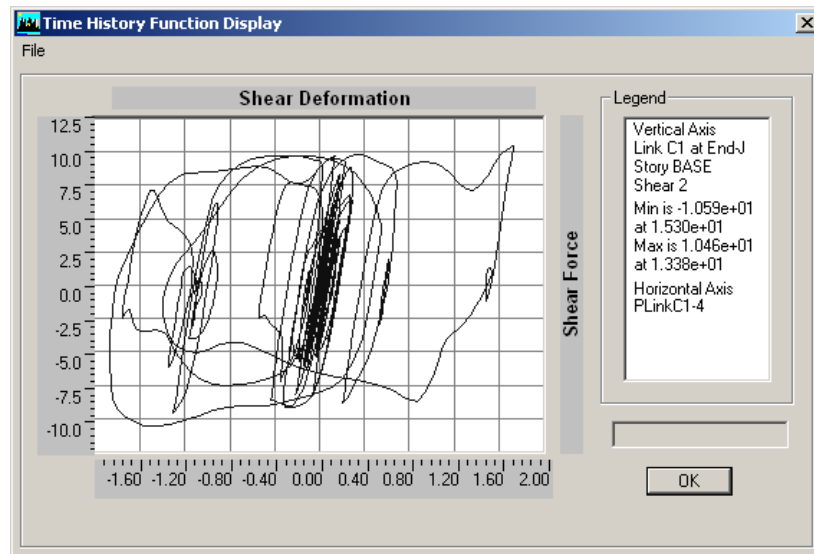 Time History Function Display
File
Shear Deformation
12.5
10.0
7.5
5.0
2.5
0.0
-2.5
-5.0
-7.5
-10.0
-1.60 -1.20 -0.80 -0.40 0.00 0.40 0.80 1.20 1.60 2.00
Shear Force
Legend
Vertical Axis
Link C1 at End-J
Story BASE
Shear 2
Min is -1.059e+01
at 1.530e+01
Max is 1.046e+01
at 1.338e+01
Horizontal Axis
PLinkC1-4
OK